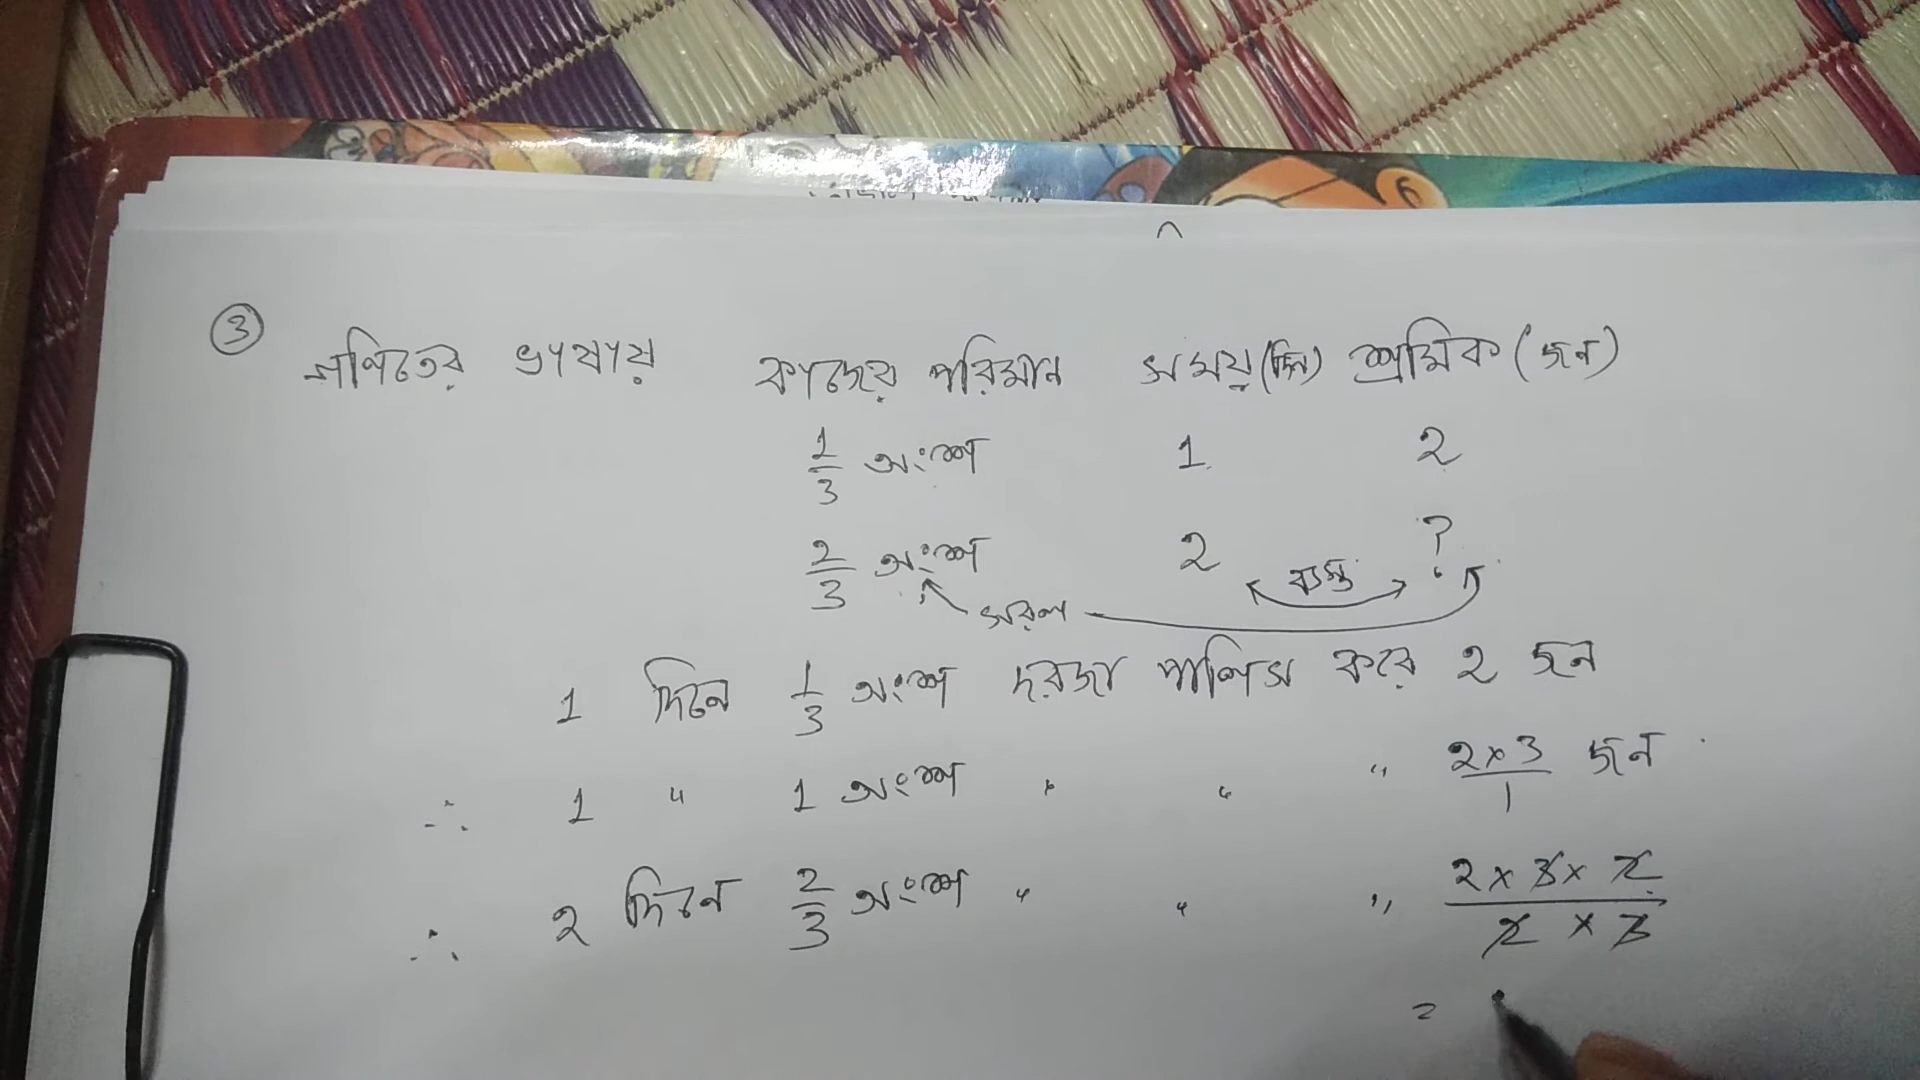 ③ গণিতের ভাষায় কাজের পরিমান সময়(দিন) শ্রমিক (জন)
1/3 অংশ 1 2
2/3 অংশ 2 ব্যস্ত ?
সরল
1 দিনে 1/3 অংশ দরজা পালিস করে 2 জন
∴ 1 " 1 অংশ " " " 2×3/1 জন
∴ 2 দিনে 2/3 অংশ " " " 2×3×2/2×3
=